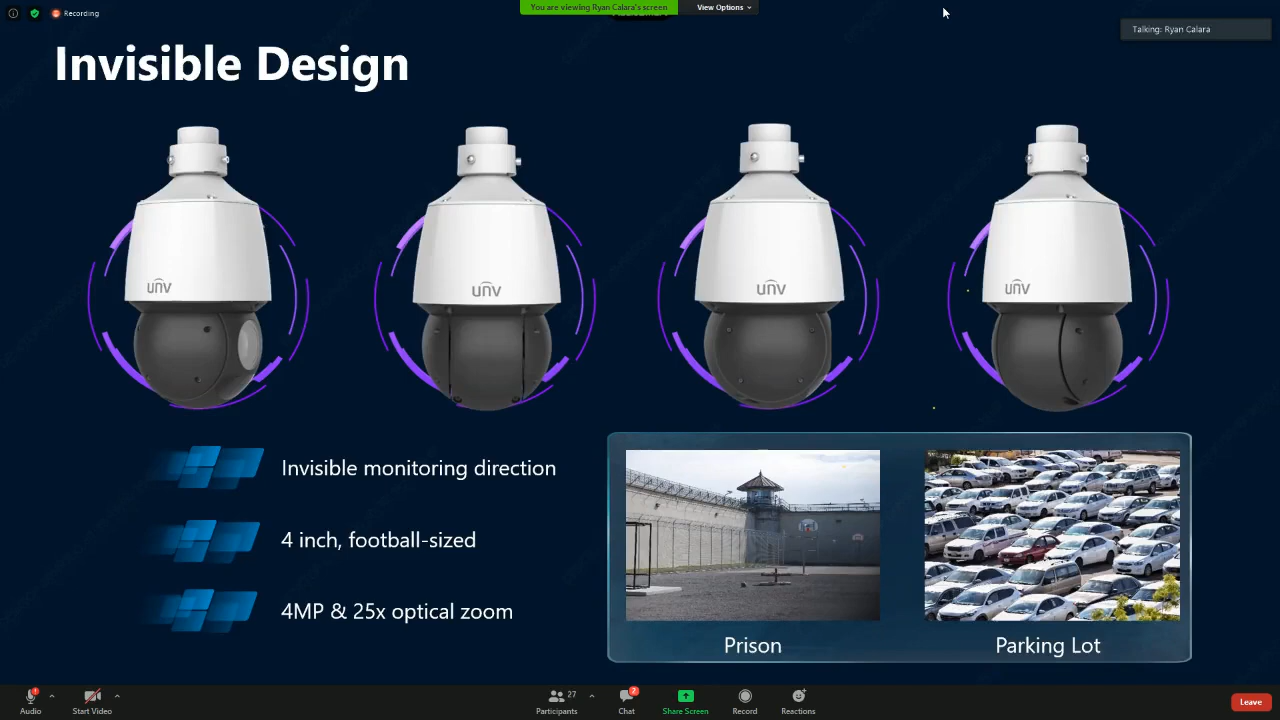 Recording
You are viewing Ryan Calara's screen
View Options
Talking: Ryan Calara
Invisible Design
unv
unv
unv
unv
Invisible monitoring direction
4 inch, football-sized
4MP & 25x optical zoom
Prison
Parking Lot
Audio
Start Video
27
Participants
2
Chat
Share Screen
Record
Reactions
Leave